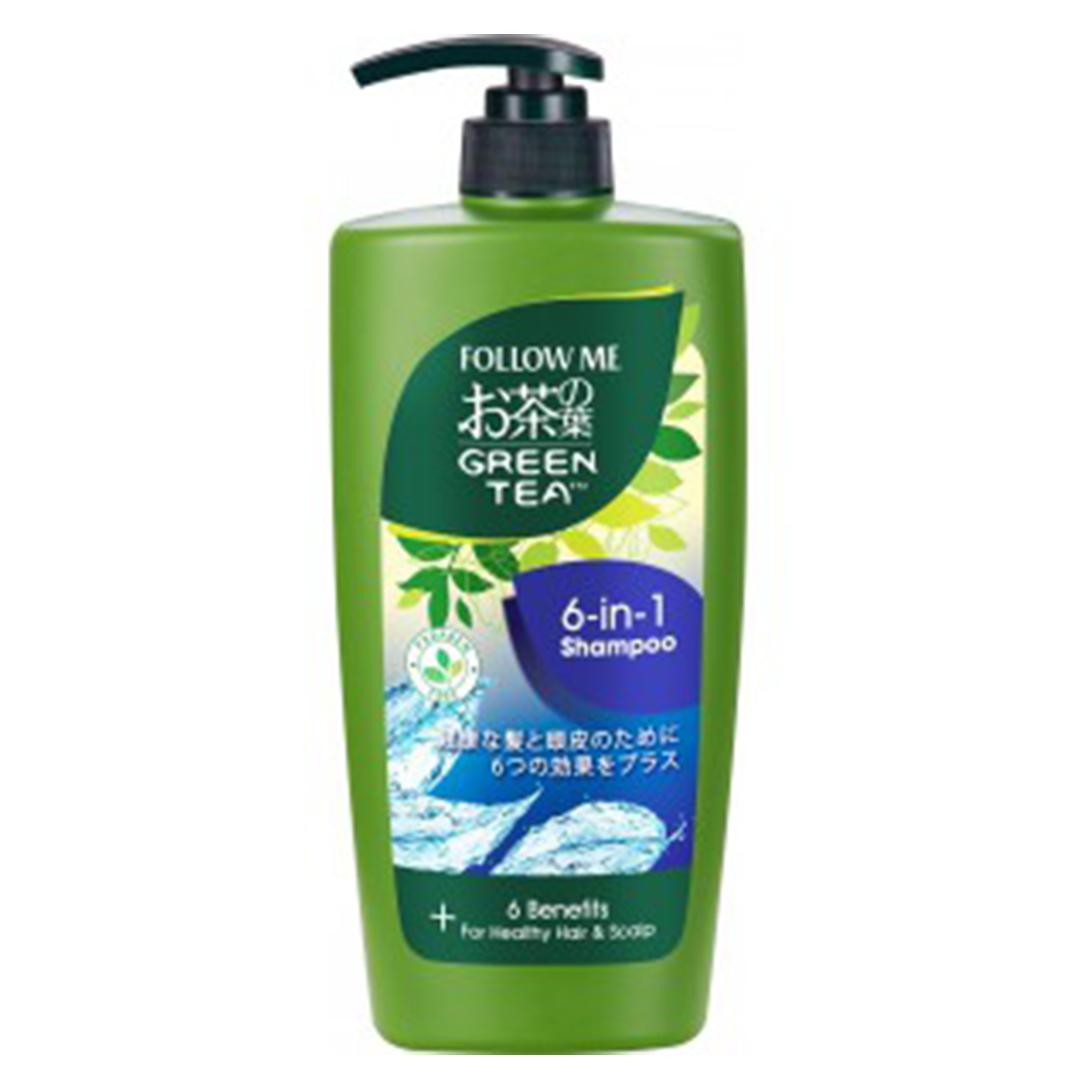 FOLLOW ME
お茶の葉
GREEN
TEA™
6-in-1
Shampoo
PARABEN
FREE
健康な髪と頭皮のために
6つの効果をプラス
+ 6 Benefits
For Healthy Hair & Scalp